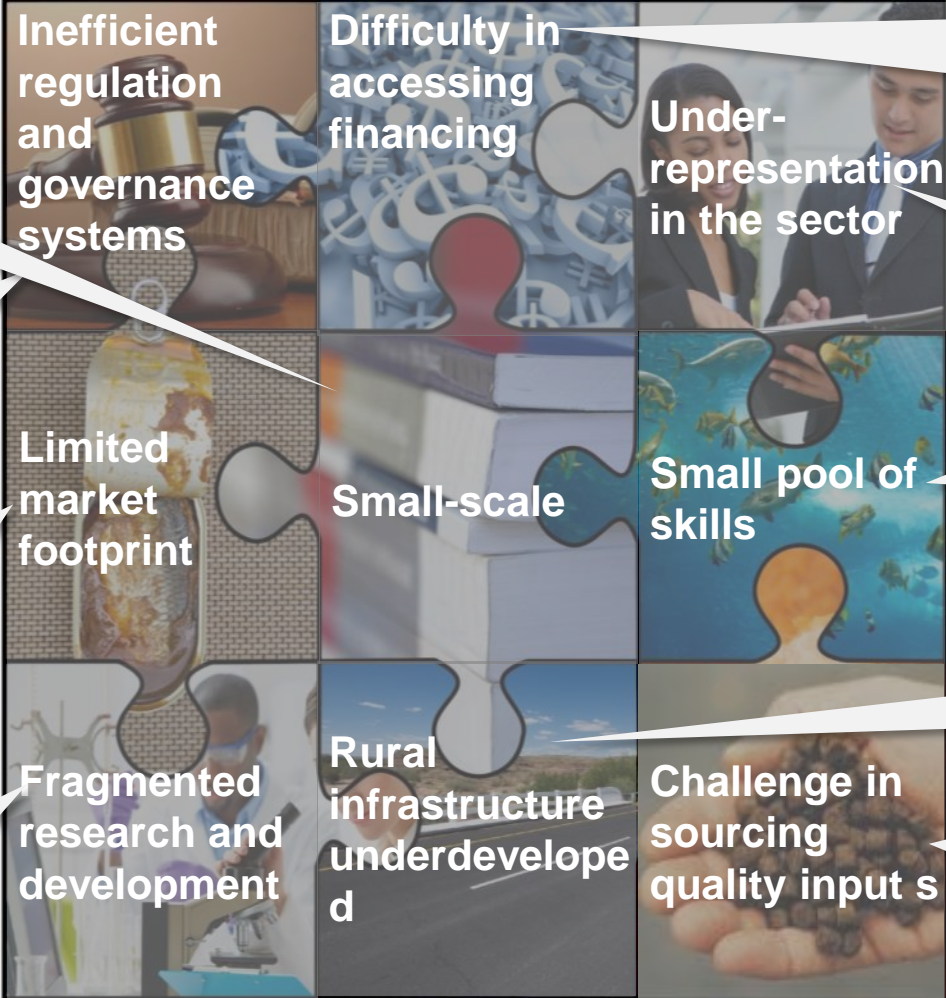 Inefficient
regulation
and
governance
systems
Difficulty in
accessing
financing
Under-
representation
in the sector
Limited
market
footprint
Small-scale
Small pool of
skills
Fragmented
research and
development
Rural
infrastructure
underdevelope
d
Challenge in
sourcing
quality input s